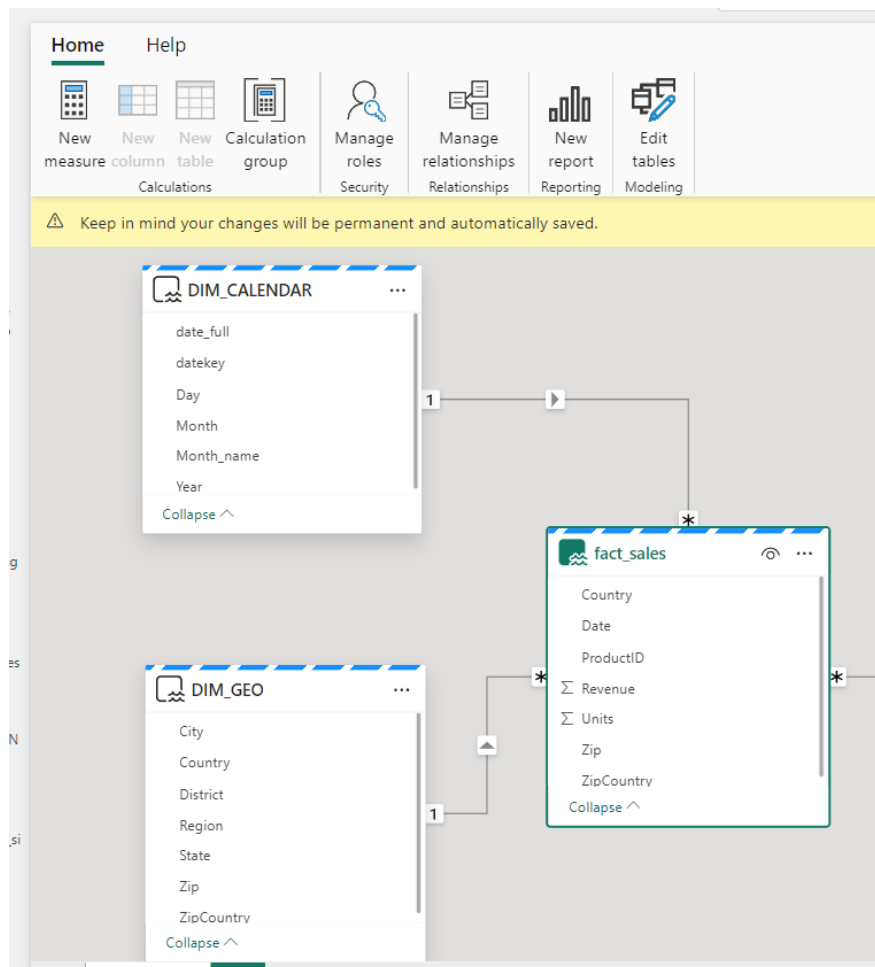 Home Help
New measure
New column
New table
Calculation group
Manage roles
Manage relationships
New report
Edit tables
Calculations
Security
Relationships
Reporting
Modeling
Keep in mind your changes will be permanent and automatically saved.
DIM_CALENDAR
date_full
datekey
Day
Month
Month_name
Year
Collapse
1
*
fact_sales
Country
Date
ProductID
Revenue
Units
Zip
ZipCountry
Collapse
*
*
DIM_GEO
City
Country
District
Region
State
Zip
ZipCountry
Collapse
1
g
es
N
_si